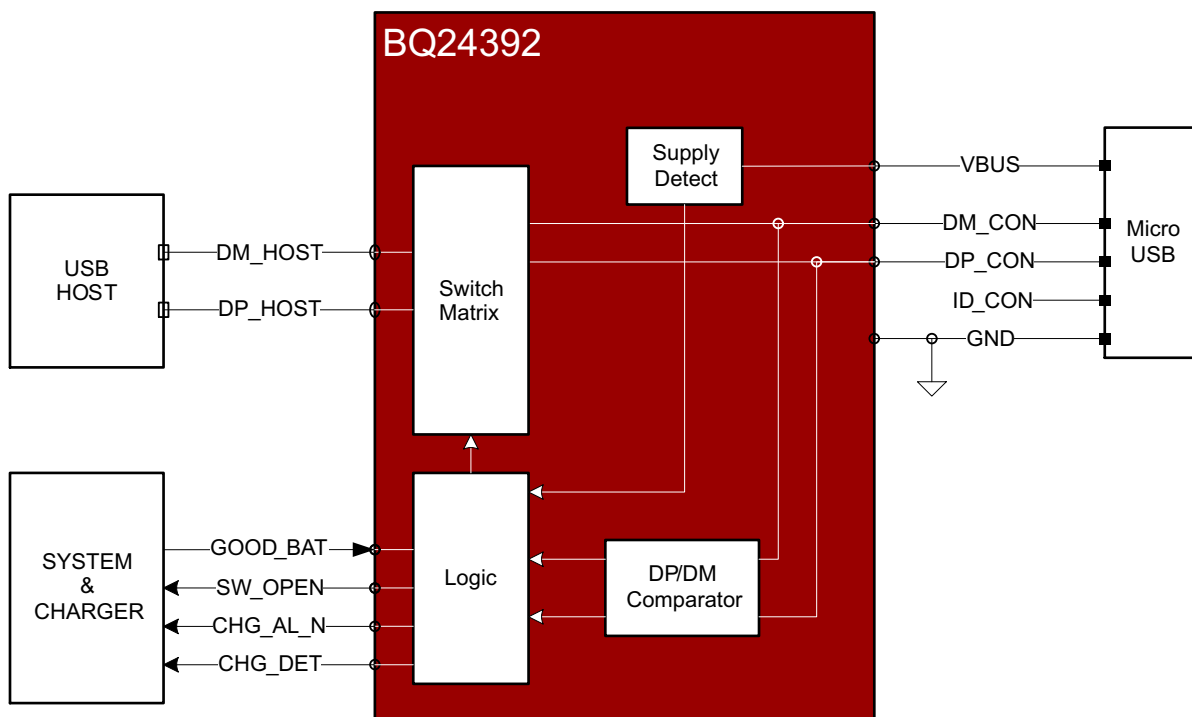 BQ24392
Supply
Detect
VBUS
DM_CON
DP_CON
ID_CON
GND
Micro
USB
USB
HOST
DM_HOST
DP_HOST
Switch
Matrix
SYSTEM
&
CHARGER
GOOD_BAT
SW_OPEN
CHG_AL_N
CHG_DET
Logic
DP/DM
Comparator